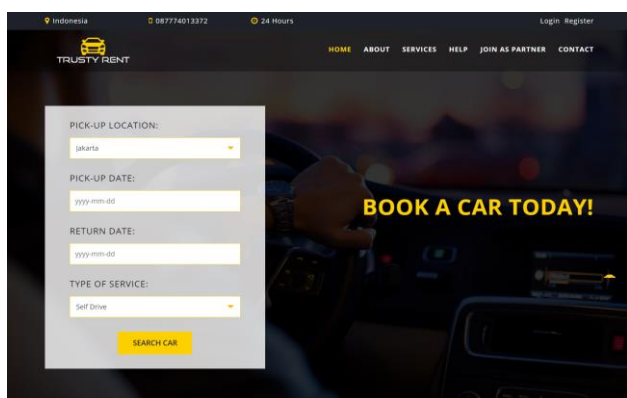 Indonesia 087774013372 24 Hours Login Register
TRUSTY RENT
HOME ABOUT SERVICES HELP JOIN AS PARTNER CONTACT
PICK-UP LOCATION:
Jakarta
PICK-UP DATE:
yyyy-mm-dd
BOOK A CAR TODAY!
RETURN DATE:
yyyy-mm-dd
TYPE OF SERVICE:
Self Drive
SEARCH CAR